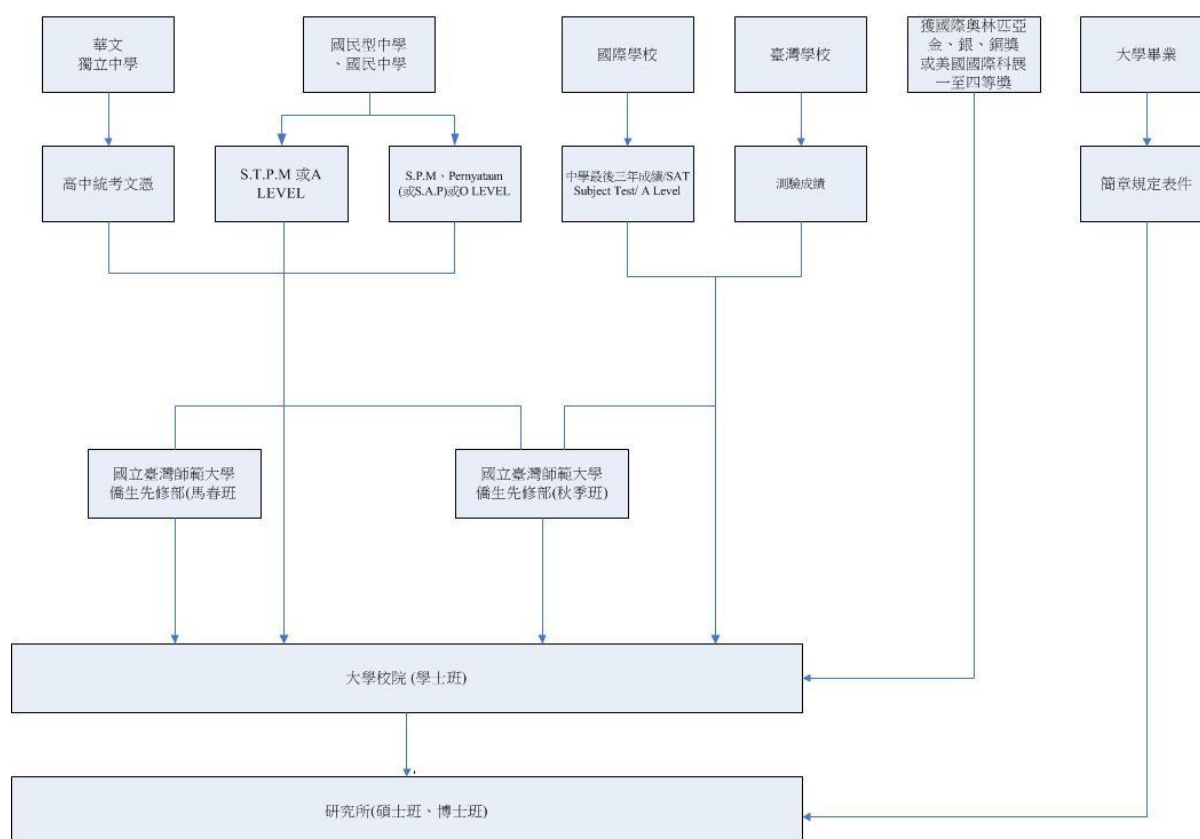 華文
獨立中學
國民型中學
、國民中學
國際學校
臺灣學校
獲國際奧林匹亞
金、銀、銅獎
或美國國際科展
一至四等獎
大學畢業
高中統考文憑
S.T.P.M 或A
LEVEL
S.P.M、Pernyataan
(或S.A.P)或O LEVEL
中學最後三年成績/SAT
Subject Test/ A Level
測驗成績
簡章規定表件
國立臺灣師範大學
僑生先修部(馬春班
國立臺灣師範大學
僑生先修部(秋季班)
大學校院 (學士班)
研究所(碩士班、博士班)